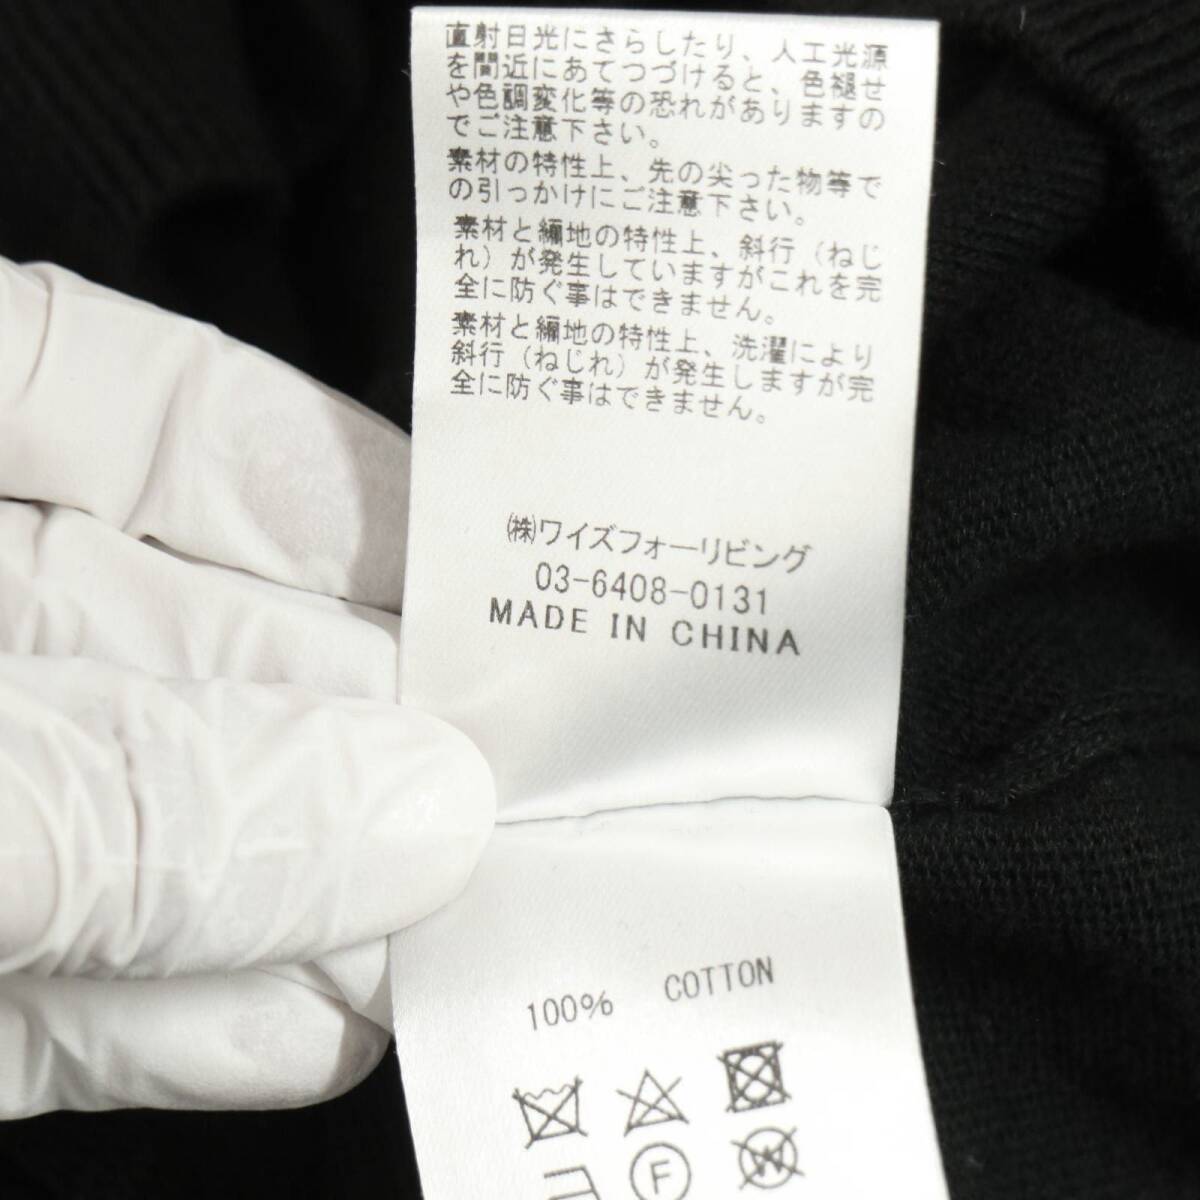 直射日光にさらしたり、人工光源
を間近にあてつづけると、色褪せ
や色調変化等の恐れがありますの
でご注意下さい。
素材の特性上、先の尖った物等で
の引っかけにご注意下さい。
素材と編地の特性上、斜行（ねじ
れ）が発生していますがこれを完
全に防ぐ事はできません。
素材と編地の特性上、洗濯により
斜行（ねじれ）が発生しますが完
全に防ぐ事はできません。
㈱ワイズフォーリビング
03-6408-0131
MADE IN CHINA
100% COTTON
F
W